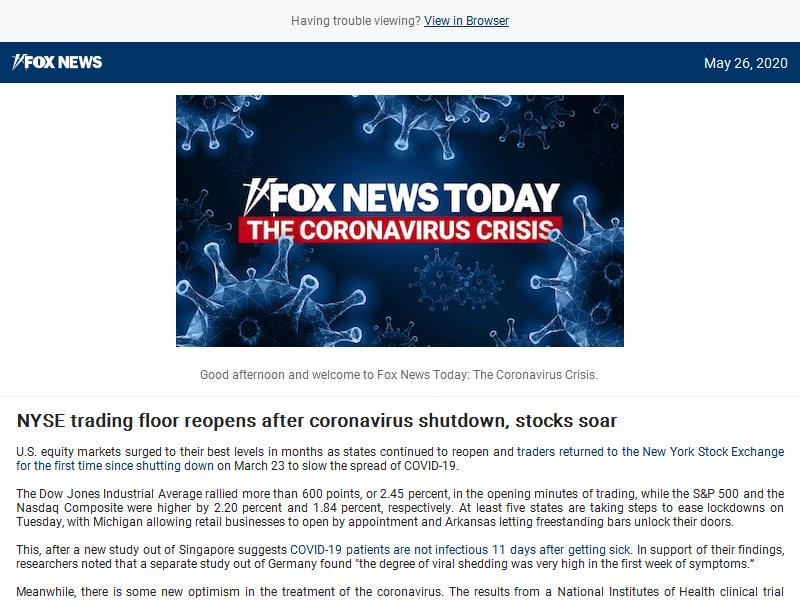 Having trouble viewing? View in Browser
FOX NEWS
May 26, 2020
FOX NEWS TODAY
THE CORONAVIRUS CRISIS
Good afternoon and welcome to Fox News Today: The Coronavirus Crisis.
NYSE trading floor reopens after coronavirus shutdown, stocks soar
U.S. equity markets surged to their best levels in months as states continued to reopen and traders returned to the New York Stock Exchange
for the first time since shutting down on March 23 to slow the spread of COVID-19.
The Dow Jones Industrial Average rallied more than 600 points, or 2.45 percent, in the opening minutes of trading, while the S&P 500 and the
Nasdaq Composite were higher by 2.20 percent and 1.84 percent, respectively. At least five states are taking steps to ease lockdowns on
Tuesday, with Michigan allowing retail businesses to open by appointment and Arkansas letting freestanding bars unlock their doors.
This, after a new study out of Singapore suggests COVID-19 patients are not infectious 11 days after getting sick. In support of their findings,
researchers noted that a separate study out of Germany found "the degree of viral shedding was very high in the first week of symptoms.”
Meanwhile, there is some new optimism in the treatment of the coronavirus. The results from a National Institutes of Health clinical trial